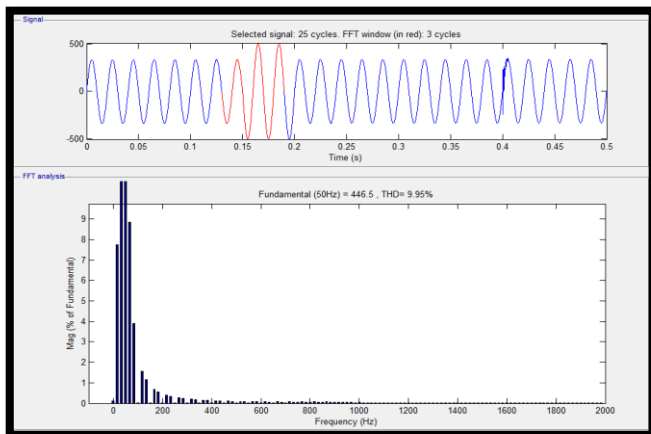 Signal
Selected signal: 25 cycles. FFT window (in red): 3 cycles
500
0
-500
0 0.05 0.1 0.15 0.2 0.25 0.3 0.35 0.4 0.45 0.5
Time (s)
FFT analysis
Fundamental (50Hz) = 446.5 , THD= 9.95%
9
8
7
6
5
4
3
2
1
0
Mag (% of Fundamental)
0 200 400 600 800 1000 1200 1400 1600 1800 2000
Frequency (Hz)